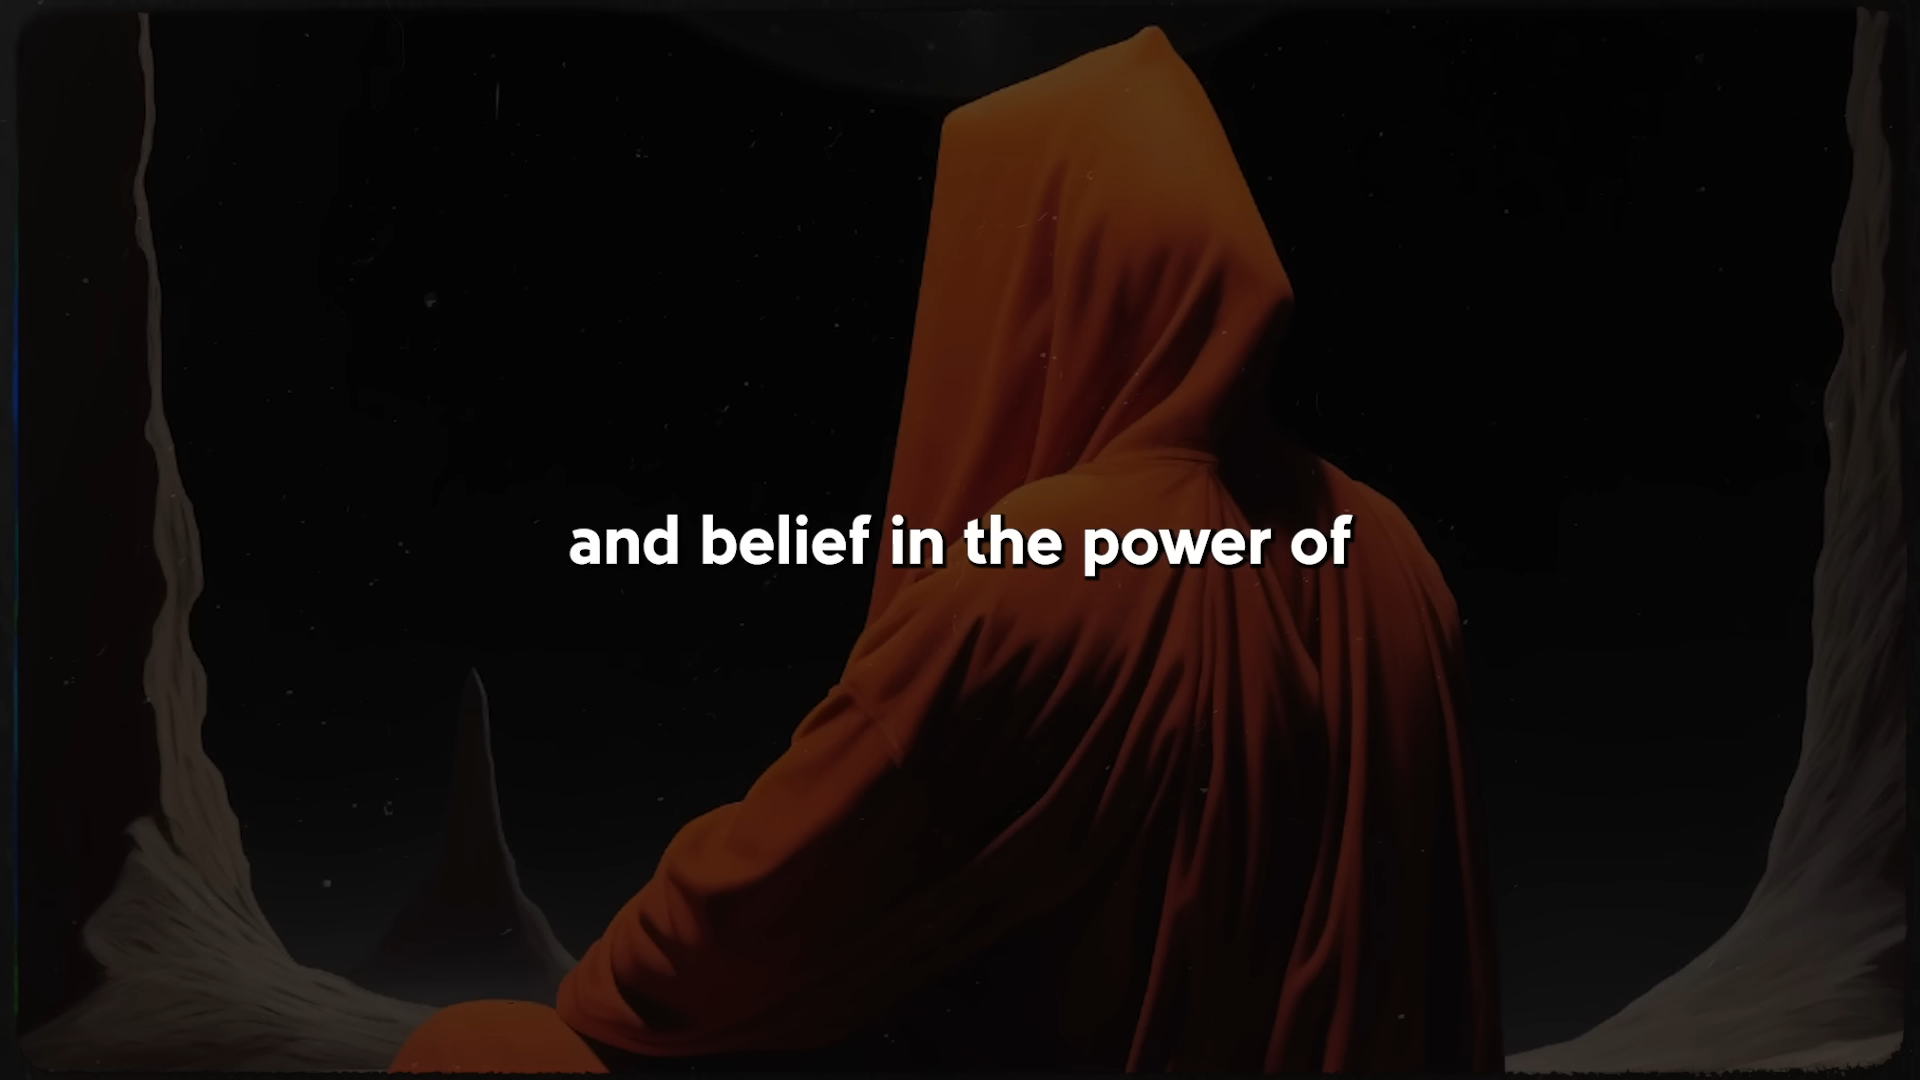 and belief in the power of